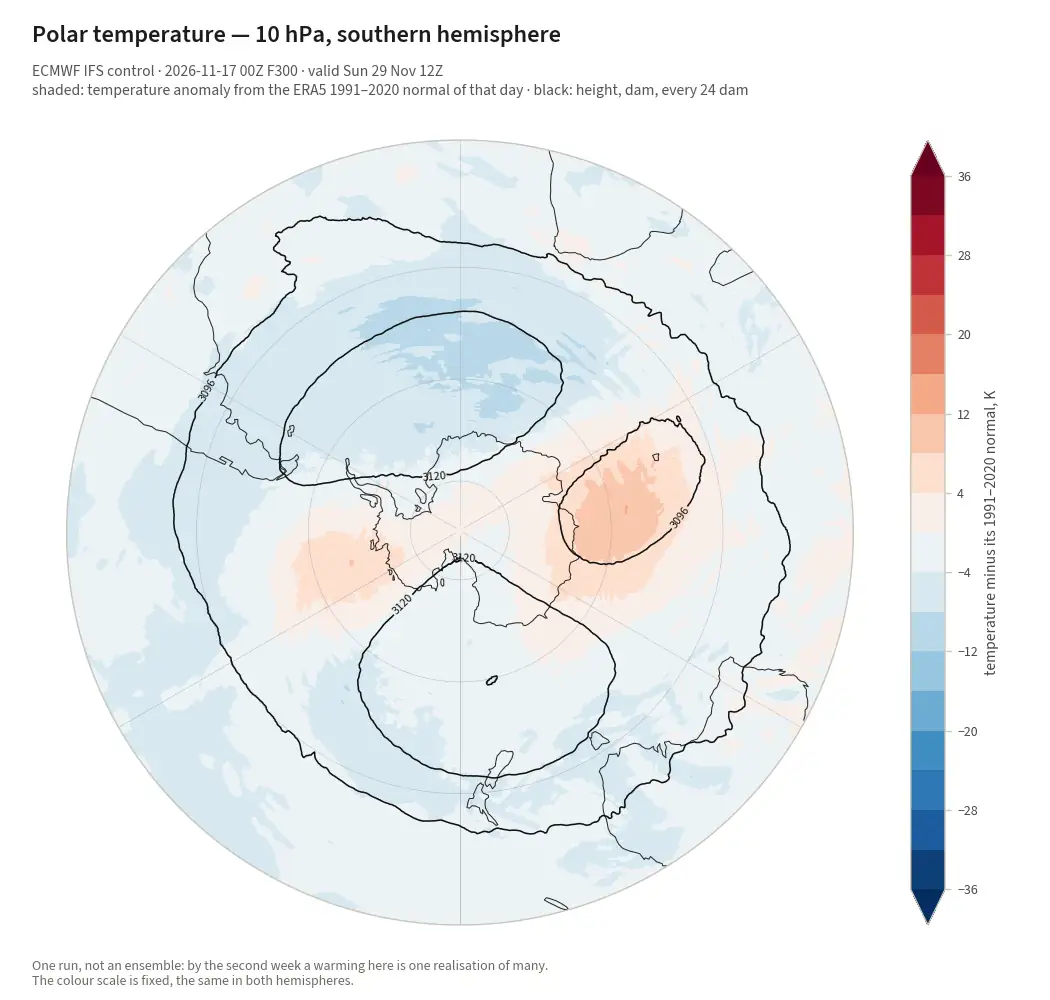 Polar temperature — 10 hPa, southern hemisphere
ECMWF IFS control · 2026-11-17 00Z F300 · valid Sun 29 Nov 12Z
shaded: temperature anomaly from the ERA5 1991–2020 normal of that day · black: height, dam, every 24 dam
36
28
20
12
4
−4
−12
−20
−28
−36
temperature minus its 1991–2020 normal, K
3096
3120
3096
3120
3120
One run, not an ensemble: by the second week a warming here is one realisation of many.
The colour scale is fixed, the same in both hemispheres.